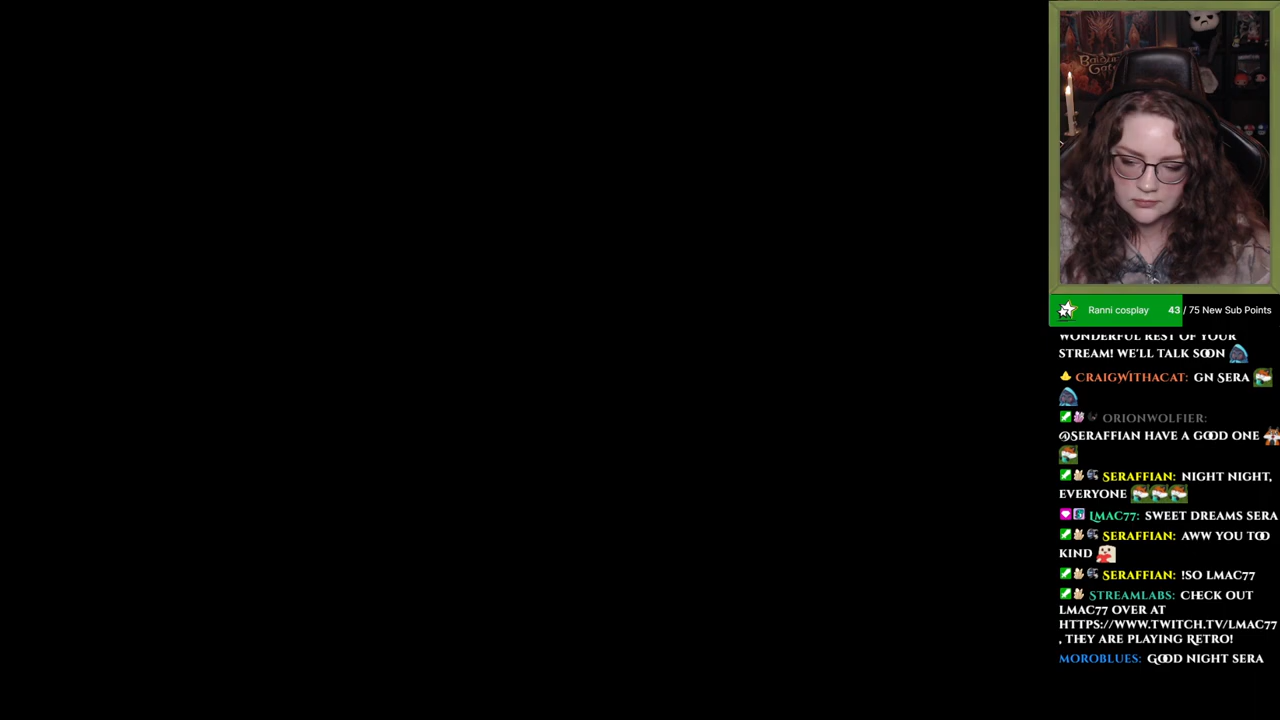 Baldur's
Gate
Ranni cosplay 43 / 75 New Sub Points
WONDERFUL REST OF YOUR
STREAM! WE'LL TALK SOON
CRAIGWITHACAT: GN SERA
ORIONWOLFIER:
@SERAFFIAN HAVE A GOOD ONE
SERAFFIAN: NIGHT NIGHT,
EVERYONE
LMAC77: SWEET DREAMS SERA
SERAFFIAN: AWW YOU TOO
KIND
SERAFFIAN: !SO LMAC77
STREAMLABS: CHECK OUT
LMAC77 OVER AT
HTTPS://WWW.TWITCH.TV/LMAC77
, THEY ARE PLAYING RETRO!
MOROBLUES: GOOD NIGHT SERA